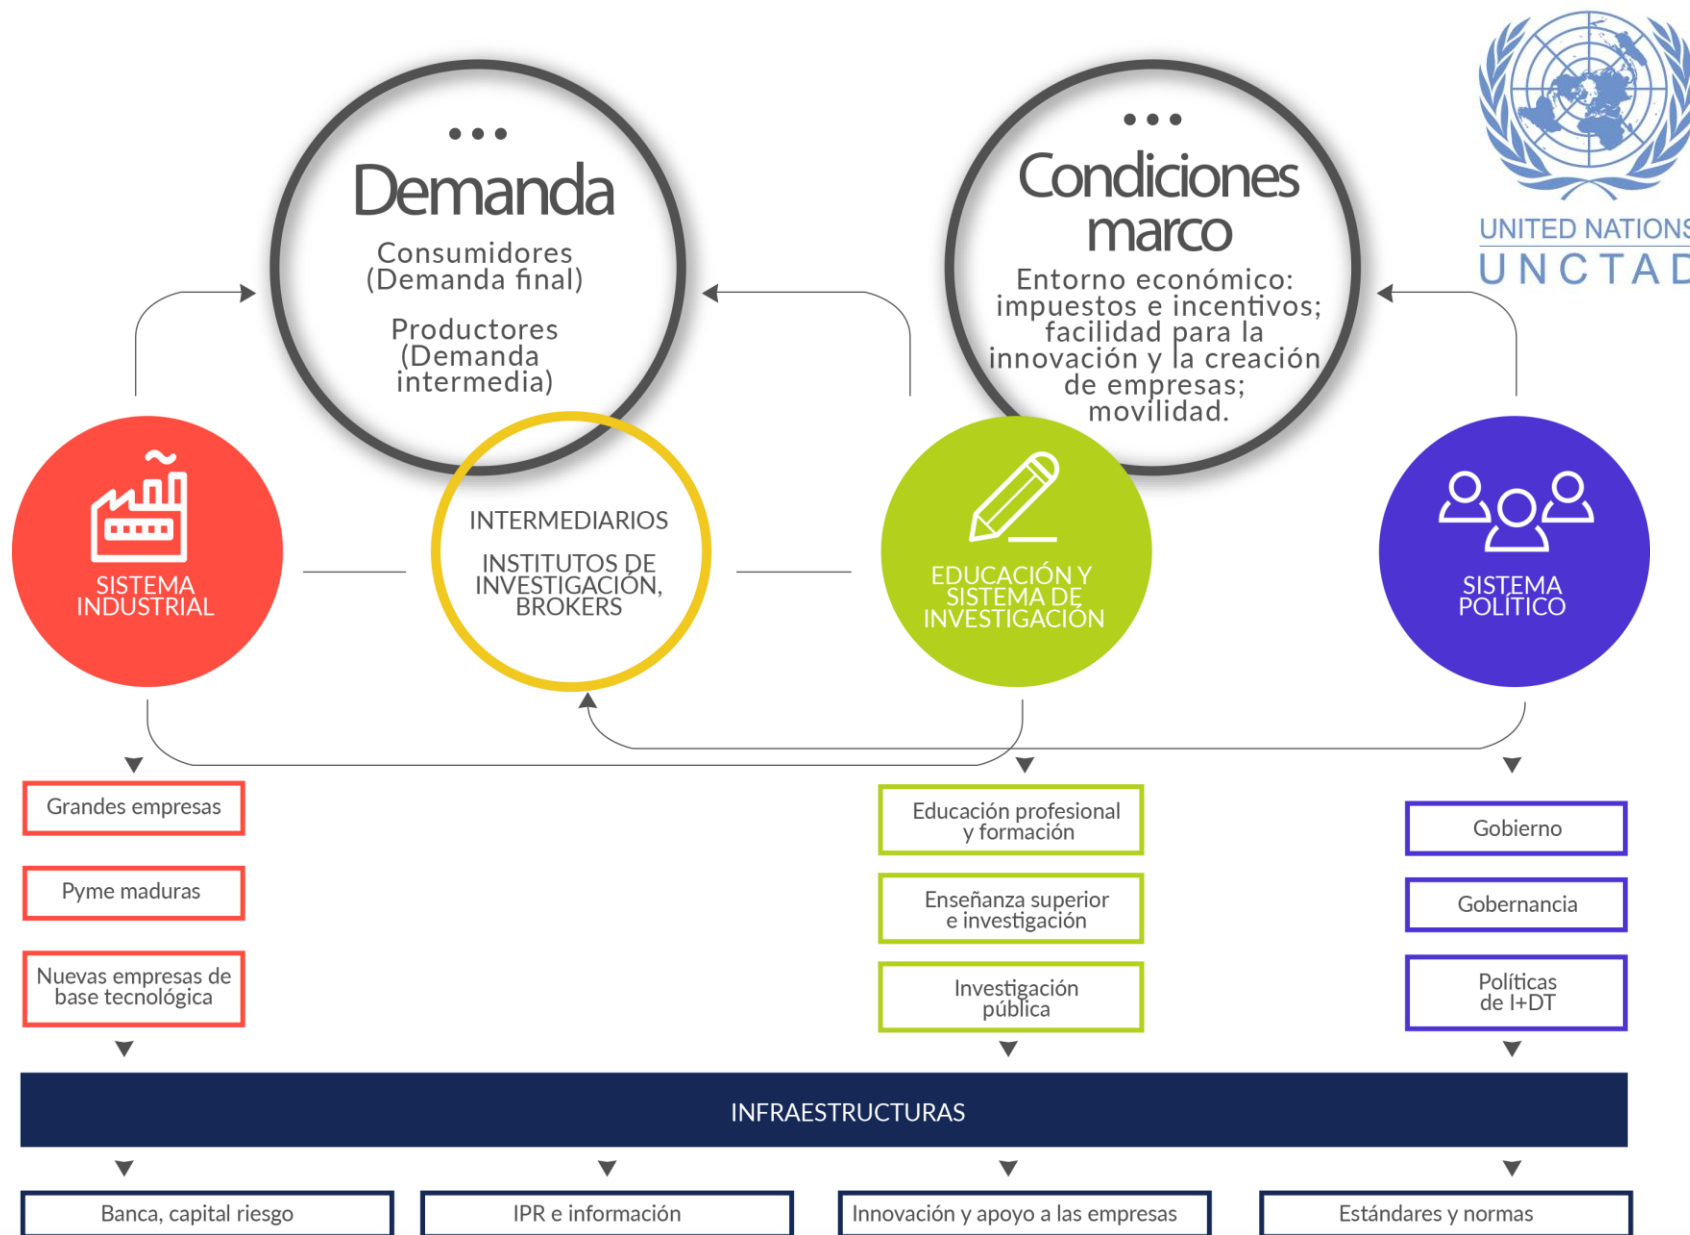 Demanda
Consumidores
(Demanda final)
Productores
(Demanda
intermedia)
Condiciones
marco
Entorno económico:
impuestos e incentivos;
facilidad para la
innovación y la creación
de empresas;
movilidad.
UNITED NATIONS
UNCTAD
SISTEMA
INDUSTRIAL
INTERMEDIARIOS
INSTITUTOS DE
INVESTIGACIÓN,
BROKERS
EDUCACIÓN Y
SISTEMA DE
INVESTIGACIÓN
SISTEMA
POLÍTICO
Grandes empresas
Pyme maduras
Nuevas empresas de
base tecnológica
Educación profesional
y formación
Enseñanza superior
e investigación
Investigación
pública
Gobierno
Gobernancia
Políticas
de I+DT
INFRAESTRUCTURAS
Banca, capital riesgo
IPR e información
Innovación y apoyo a las empresas
Estándares y normas